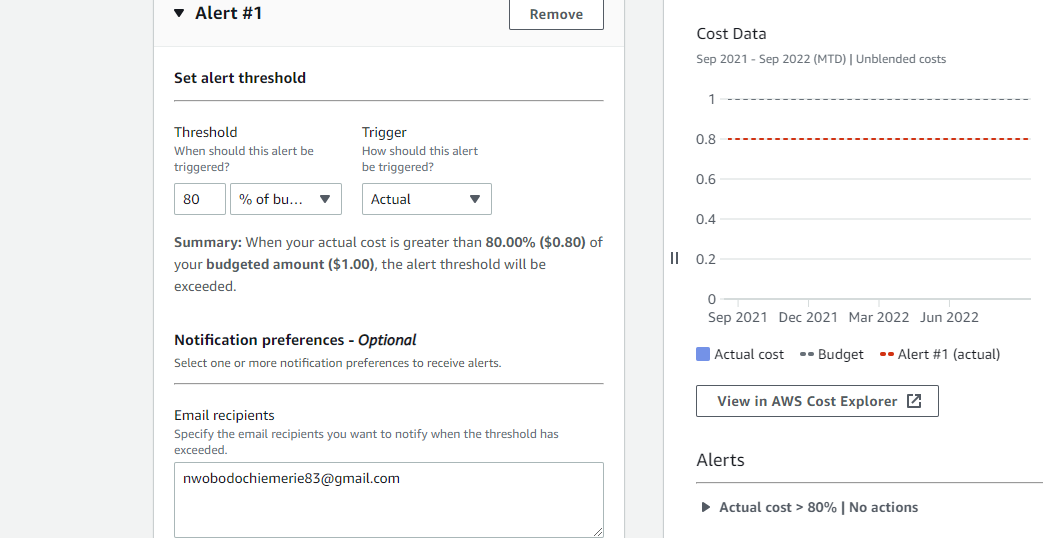 Alert #1
Remove
Set alert threshold
Threshold
When should this alert be
triggered?
Trigger
How should this alert
be triggered?
80
% of bu...
Actual
Summary: When your actual cost is greater than 80.00% ($0.80) of
your budgeted amount ($1.00), the alert threshold will be
exceeded.
Notification preferences - Optional
Select one or more notification preferences to receive alerts.
Email recipients
Specify the email recipients you want to notify when the threshold has
exceeded.
nwobodochiemerie83@gmail.com
Cost Data
Sep 2021 - Sep 2022 (MTD) | Unblended costs
1
0.8
0.6
0.4
0.2
0
Sep 2021 Dec 2021 Mar 2022 Jun 2022
Actual cost Budget Alert #1 (actual)
View in AWS Cost Explorer
Alerts
Actual cost > 80% | No actions